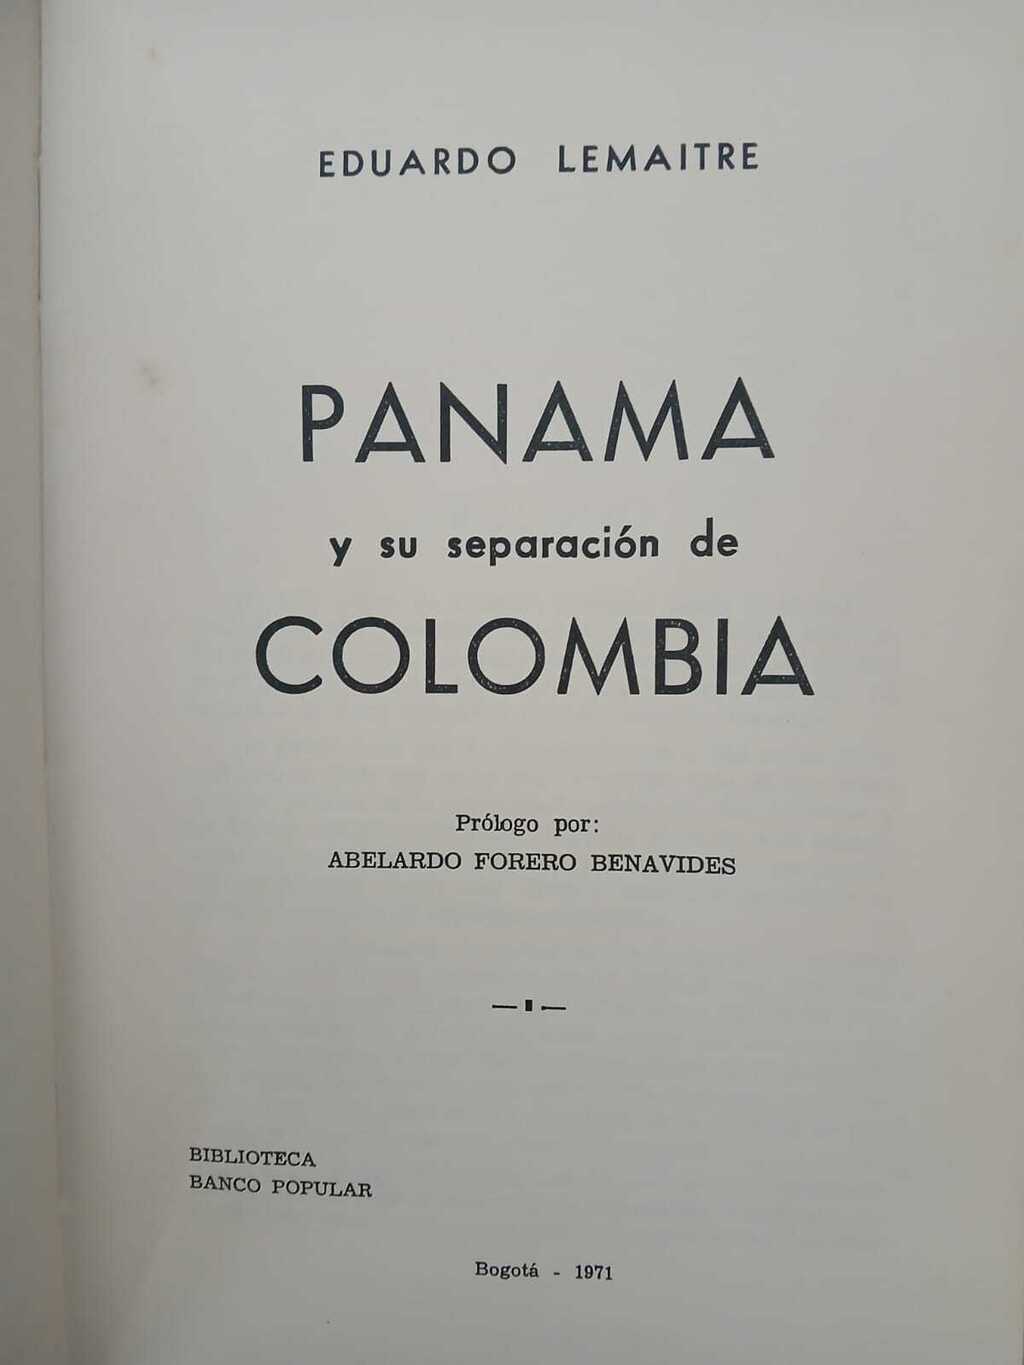 EDUARDO LEMAITRE
PANAMA
y su separación de
COLOMBIA
Prólogo por:
ABELARDO FORERO BENAVIDES
BIBLIOTECA
BANCO POPULAR
Bogotá - 1971